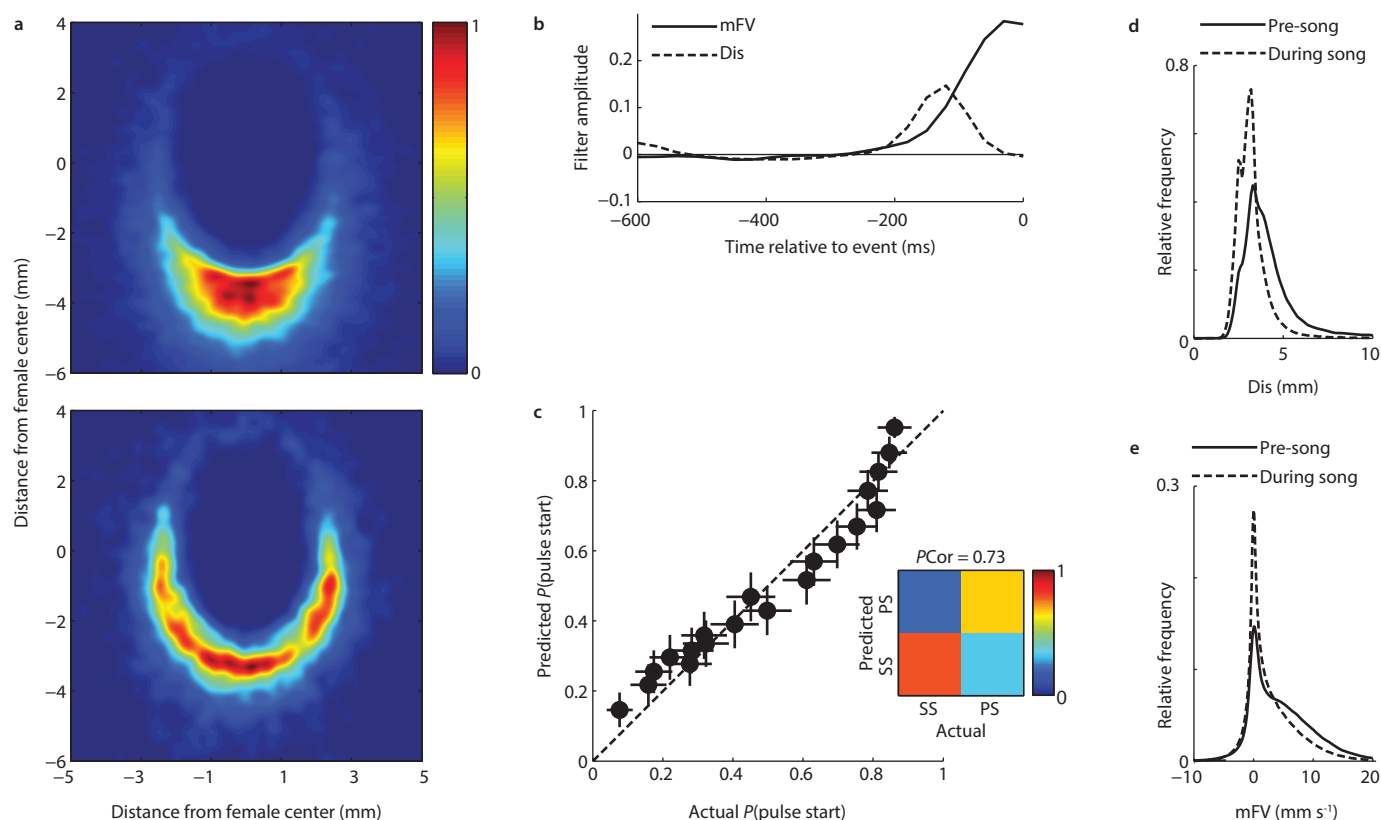 a
4
2
0
−2
−4
−6
1
0
4
2
0
−2
−4
−6
−5
−3
−1
1
3
5
Distance from female center (mm)
Distance from female center (mm)
b
mFV
Dis
0.2
0.1
0
−0.1
Filter amplitude
−600
−400
−200
0
Time relative to event (ms)
c
1
0.8
0.6
0.4
0.2
0
0
0.2
0.4
0.6
0.8
1
Predicted P(pulse start)
Actual P(pulse start)
PCor = 0.73
1
0
Predicted
PS
SS
SS
PS
Actual
d
Pre-song
During song
0.8
0
Relative frequency
0
5
10
Dis (mm)
e
Pre-song
During song
0.3
0
Relative frequency
−10
0
10
20
mFV (mm s⁻¹)